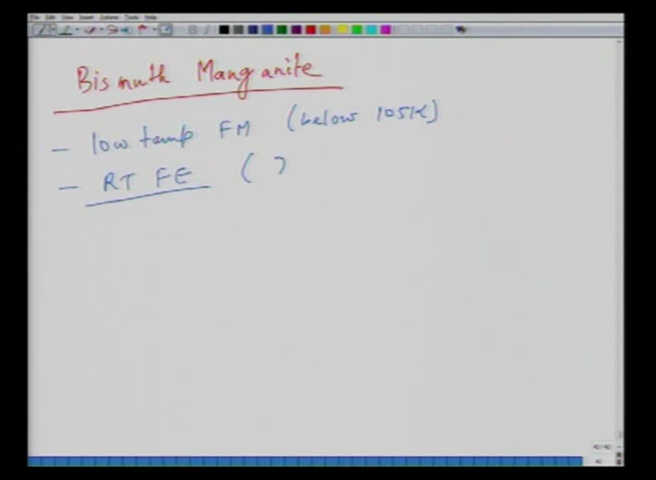 Bismuth Manganite
- low temp FM (below 105K)
- RT FE ( )